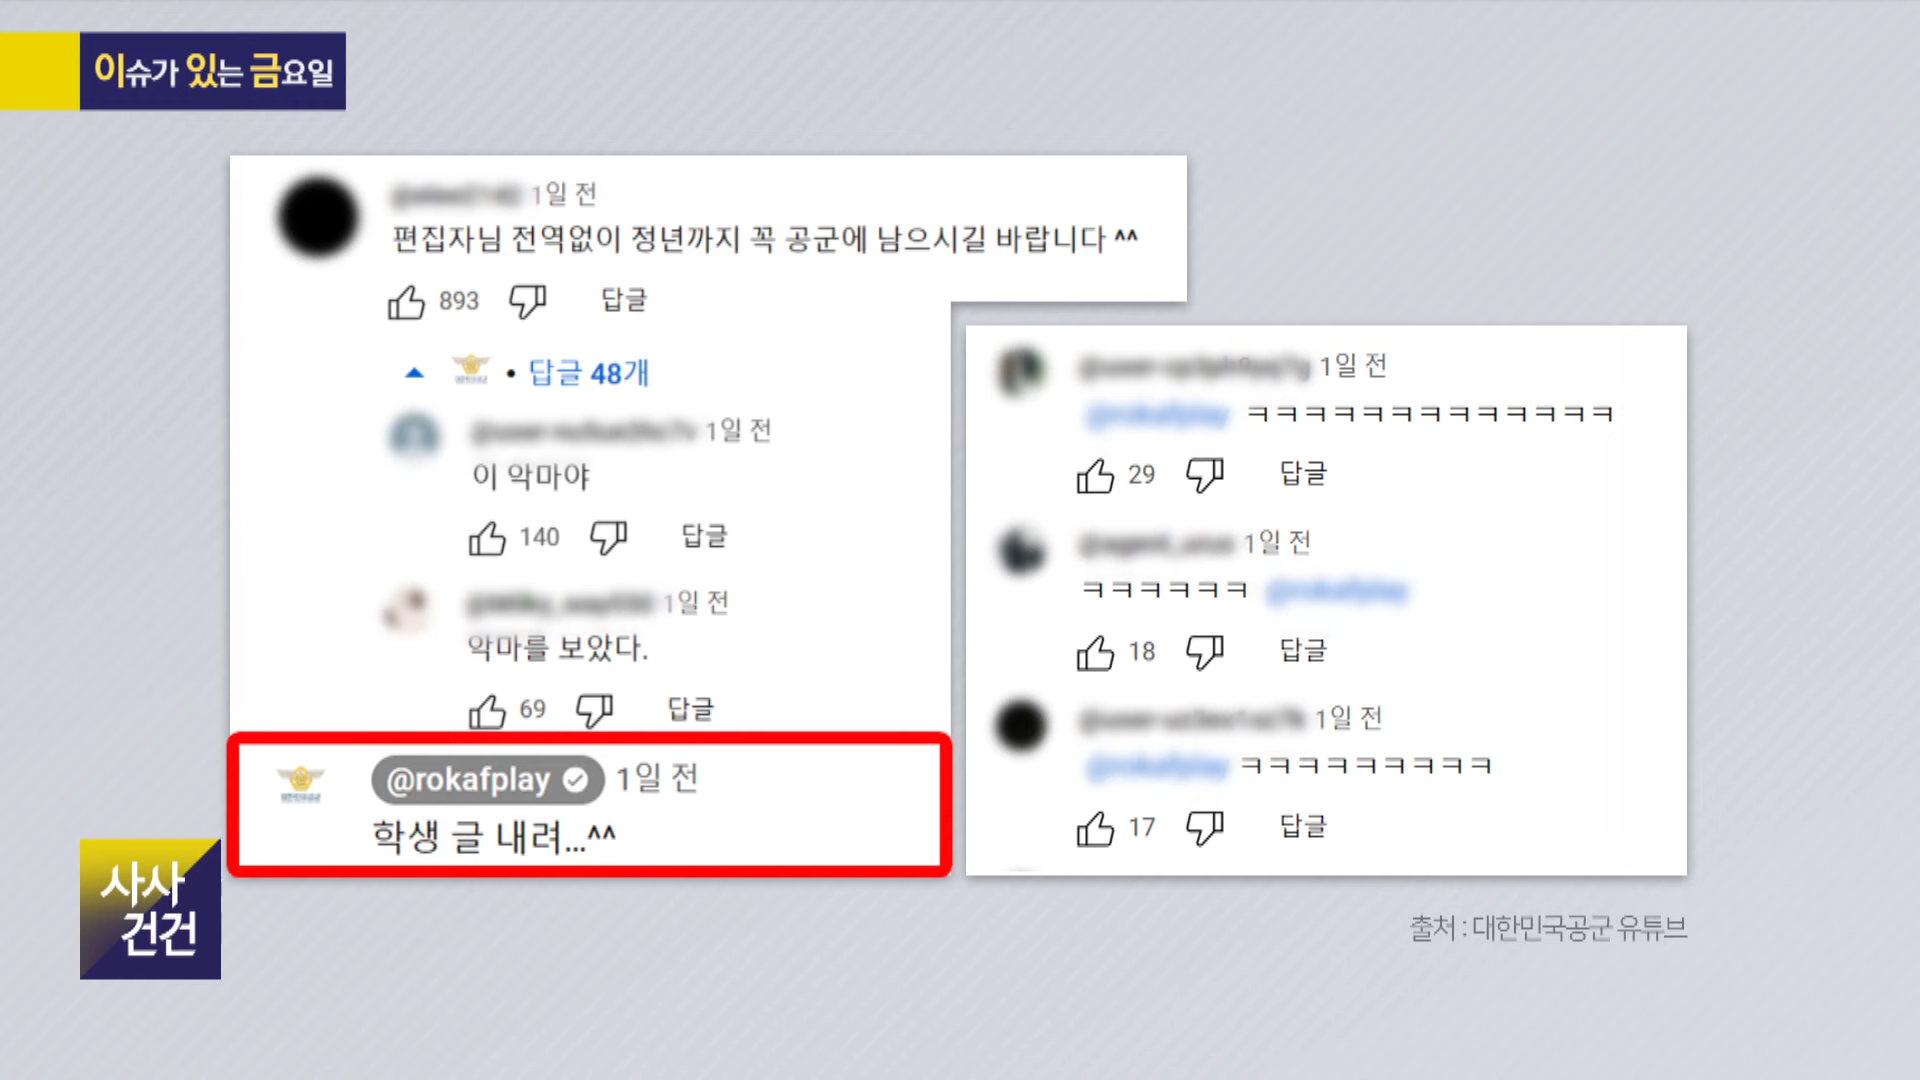 이슈가 있는 금요일
1일 전
편집자님 전역없이 정년까지 꼭 공군에 남으시길 바랍니다 ^^
893 답글
• 답글 48개
1일 전
이 악마야
140 답글
1일 전
악마를 보았다.
69 답글
@rokafplay 1일 전
학생 글 내려...^^
1일 전
@rokafplay ㅋㅋㅋㅋㅋㅋㅋㅋㅋㅋㅋㅋㅋ
29 답글
1일 전
ㅋㅋㅋㅋㅋㅋ @rokafplay
18 답글
1일 전
@rokafplay ㅋㅋㅋㅋㅋㅋㅋㅋㅋ
17 답글
사사
건건
출처 : 대한민국공군 유튜브